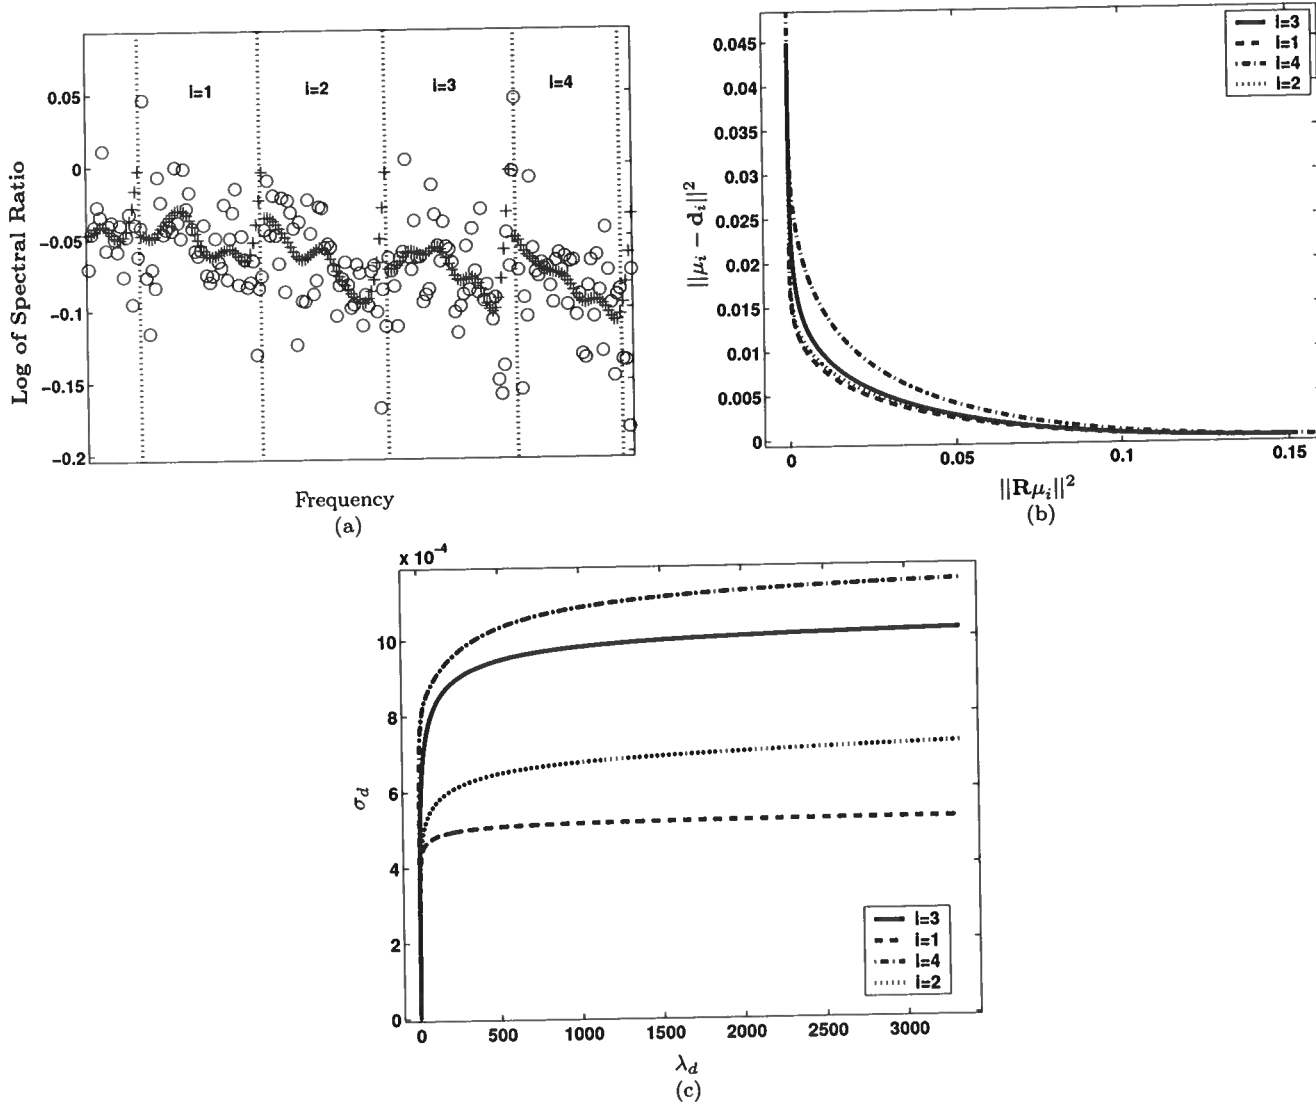 i=1
i=2
i=3
i=4
0.05
0
−0.05
−0.1
−0.15
−0.2
Log of Spectral Ratio
Frequency
(a)
i=3
i=1
i=4
i=2
0.045
0.04
0.035
0.03
0.025
0.02
0.015
0.01
0.005
0
||μ_i − d_i||²
0 0.05 0.1 0.15
||Rμ_i||²
(b)
x 10⁻⁴
10
8
6
4
2
0
σ_d
i=3
i=1
i=4
i=2
0 500 1000 1500 2000 2500 3000
λ_d
(c)